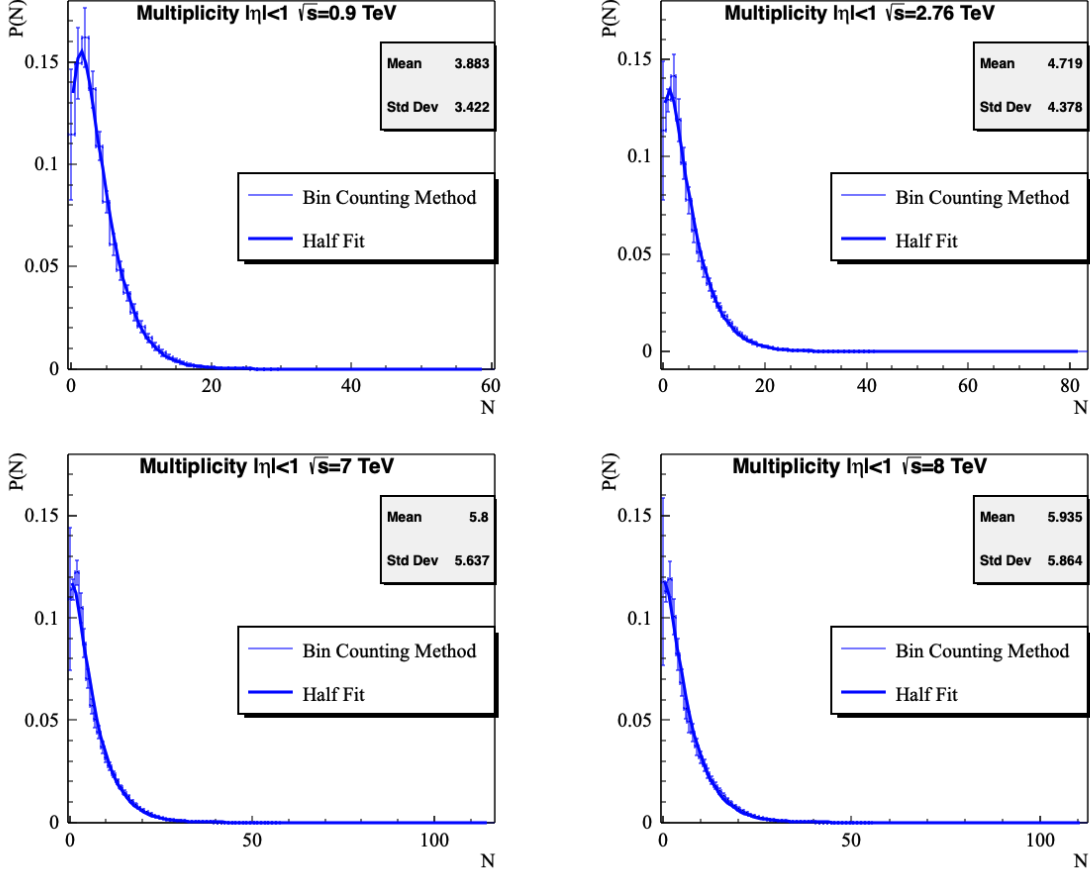 P(N)
Multiplicity |η|<1 √s=0.9 TeV
Mean 3.883
Std Dev 3.422
Bin Counting Method
Half Fit
0.15
0.1
0.05
0
0 20 40 60
N
P(N)
Multiplicity |η|<1 √s=2.76 TeV
Mean 4.719
Std Dev 4.378
Bin Counting Method
Half Fit
0.15
0.1
0.05
0
0 20 40 60 80
N
P(N)
Multiplicity |η|<1 √s=7 TeV
Mean 5.8
Std Dev 5.637
Bin Counting Method
Half Fit
0.15
0.1
0.05
0
0 50 100
N
P(N)
Multiplicity |η|<1 √s=8 TeV
Mean 5.935
Std Dev 5.864
Bin Counting Method
Half Fit
0.15
0.1
0.05
0
0 50 100
N